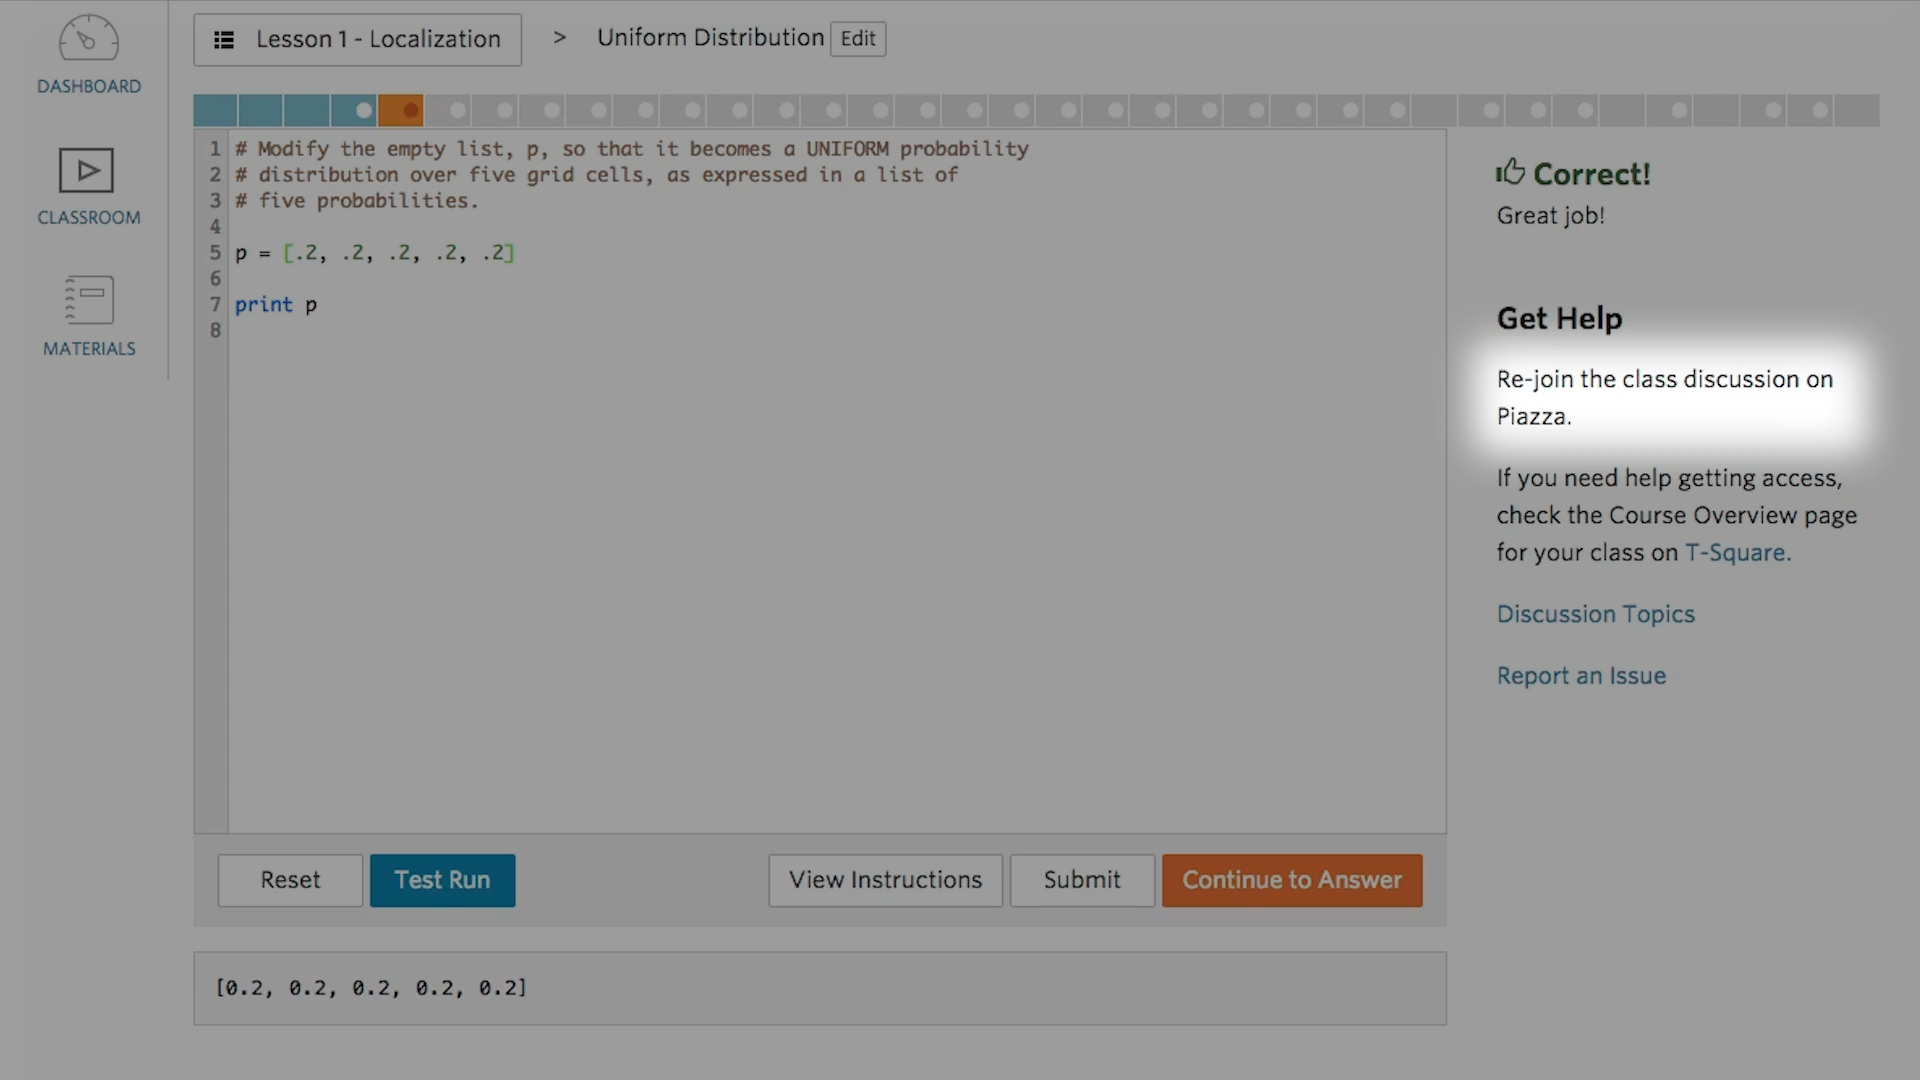 DASHBOARD
CLASSROOM
MATERIALS
Lesson 1 - Localization > Uniform Distribution Edit
1 # Modify the empty list, p, so that it becomes a UNIFORM probability
2 # distribution over five grid cells, as expressed in a list of
3 # five probabilities.
4
5 p = [.2, .2, .2, .2, .2]
6
7 print p
8
Reset Test Run View Instructions Submit Continue to Answer
[0.2, 0.2, 0.2, 0.2, 0.2]
Correct!
Great job!
Get Help
Re-join the class discussion on
Piazza.
If you need help getting access,
check the Course Overview page
for your class on T-Square.
Discussion Topics
Report an Issue